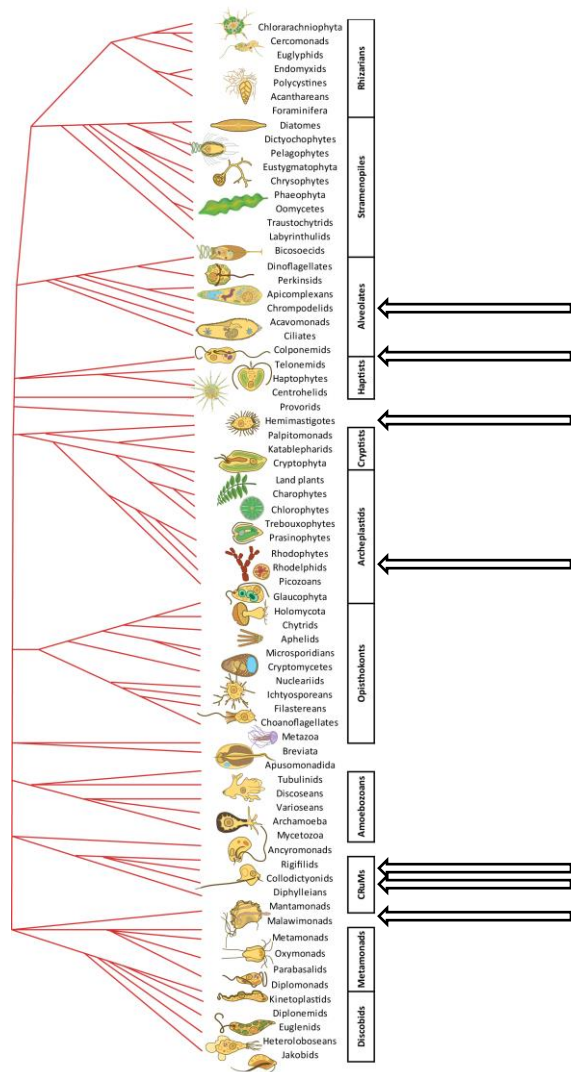 Chlorarachniophyta
Cercomonads
Euglyphids
Endomyxids
Polycystines
Acanthareans
Foraminifera
Rhizarians
Diatomes
Dictyochophytes
Pelagophytes
Eustygmatophyta
Chrysophytes
Phaeophyta
Oomycetes
Traustochytrids
Labyrinthulids
Bicosoecids
Stramenopiles
Dinoflagellates
Perkinsids
Apicomplexans
Chrompodelids
Acavomonads
Ciliates
Colponemids
Alveolates
Telonemids
Haptophytes
Centrohelids
Haptists
Provorids
Hemimastigotes
Palpitomonads
Katablepharids
Cryptophyta
Cryptists
Land plants
Charophytes
Chlorophytes
Trebouxophytes
Prasinophytes
Rhodophytes
Rhodelphids
Picozoans
Glaucophyta
Archeplastids
Holomycota
Chytrids
Aphelids
Microsporidians
Cryptomycetes
Nucleariids
Ichtyosporeans
Filastereans
Choanoflagellates
Metazoa
Opisthokonts
Breviata
Apusomonadida
Tubulinids
Discoseans
Varioseans
Archamoeba
Mycetozoa
Amoebozoans
Ancyromonads
Rigifilids
Collodictyonids
Diphylleians
Mantamonads
CRuMs
Malawimonads
Metamonads
Oxymonads
Parabasalids
Diplomonads
Metamonads
Kinetoplastids
Diplonemids
Euglenids
Heteroloboseans
Jakobids
Discobids